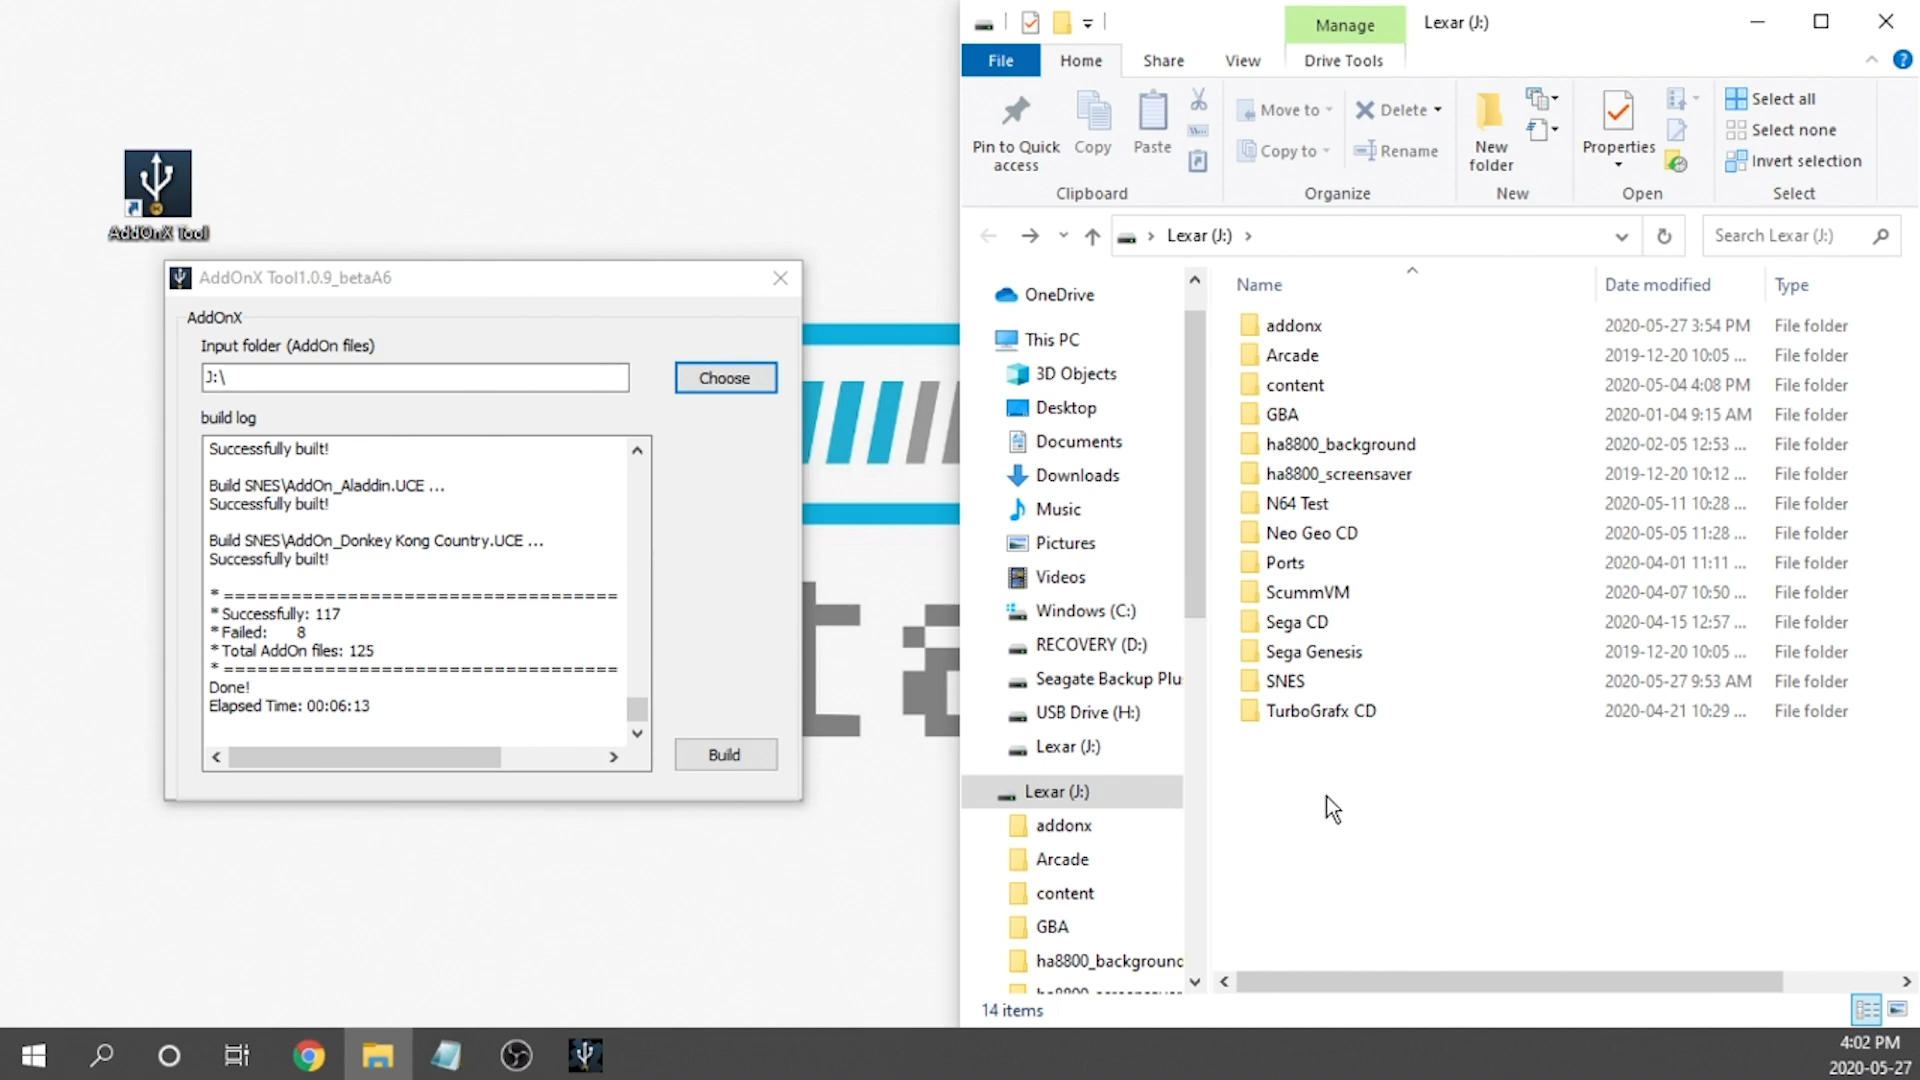 AddOnX Tool
AddOnX Tool1.0.9_betaA6
AddOnX
Input folder (AddOn files)
J:\
Choose
build log
Successfully built!
Build SNES\AddOn_Aladdin.UCE ...
Successfully built!
Build SNES\AddOn_Donkey Kong Country.UCE ...
Successfully built!
* ===================================
* Successfully: 117
* Failed: 8
* Total AddOn files: 125
* ===================================
Done!
Elapsed Time: 00:06:13
Build
Manage
Lexar (J:)
File
Home
Share
View
Drive Tools
Pin to Quick access
Copy
Paste
Clipboard
Move to
Copy to
Delete
Rename
Organize
New folder
New
Properties
Open
Select all
Select none
Invert selection
Select
Lexar (J:)
Search Lexar (J:)
OneDrive
This PC
3D Objects
Desktop
Documents
Downloads
Music
Pictures
Videos
Windows (C:)
RECOVERY (D:)
Seagate Backup Plu
USB Drive (H:)
Lexar (J:)
Lexar (J:)
addonx
Arcade
content
GBA
ha8800_background
Name Date modified Type
addonx 2020-05-27 3:54 PM File folder
Arcade 2019-12-20 10:05 ... File folder
content 2020-05-04 4:08 PM File folder
GBA 2020-01-04 9:15 AM File folder
ha8800_background 2020-02-05 12:53 ... File folder
ha8800_screensaver 2019-12-20 10:12 ... File folder
N64 Test 2020-05-11 10:28 ... File folder
Neo Geo CD 2020-05-05 11:28 ... File folder
Ports 2020-04-01 11:11 ... File folder
ScummVM 2020-04-07 10:50 ... File folder
Sega CD 2020-04-15 12:57 ... File folder
Sega Genesis 2019-12-20 10:05 ... File folder
SNES 2020-05-27 9:53 AM File folder
TurboGrafx CD 2020-04-21 10:29 ... File folder
14 items
4:02 PM
2020-05-27